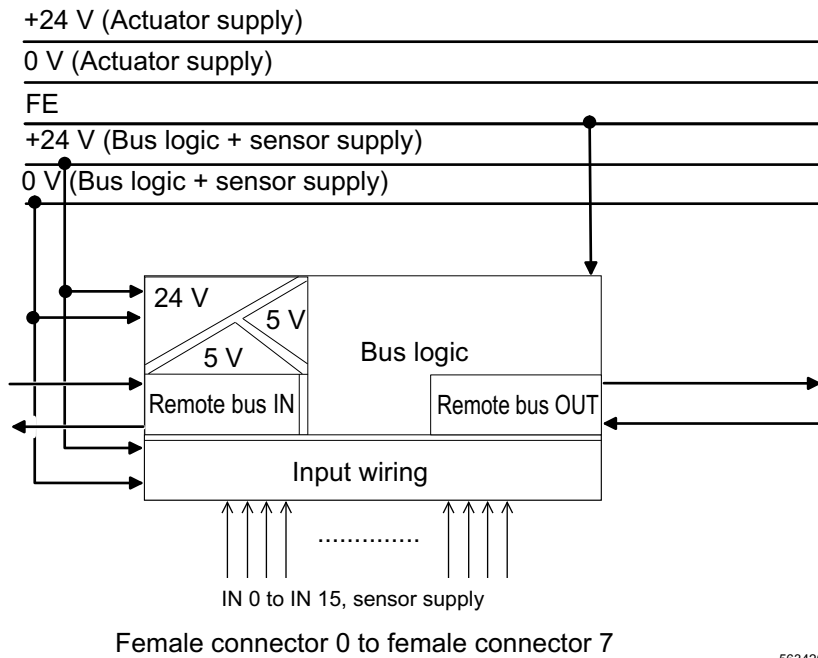 +24 V (Actuator supply)
0 V (Actuator supply)
FE
+24 V (Bus logic + sensor supply)
0 V (Bus logic + sensor supply)
24 V
5 V
5 V
Bus logic
Remote bus IN
Remote bus OUT
Input wiring
..............
IN 0 to IN 15, sensor supply
Female connector 0 to female connector 7